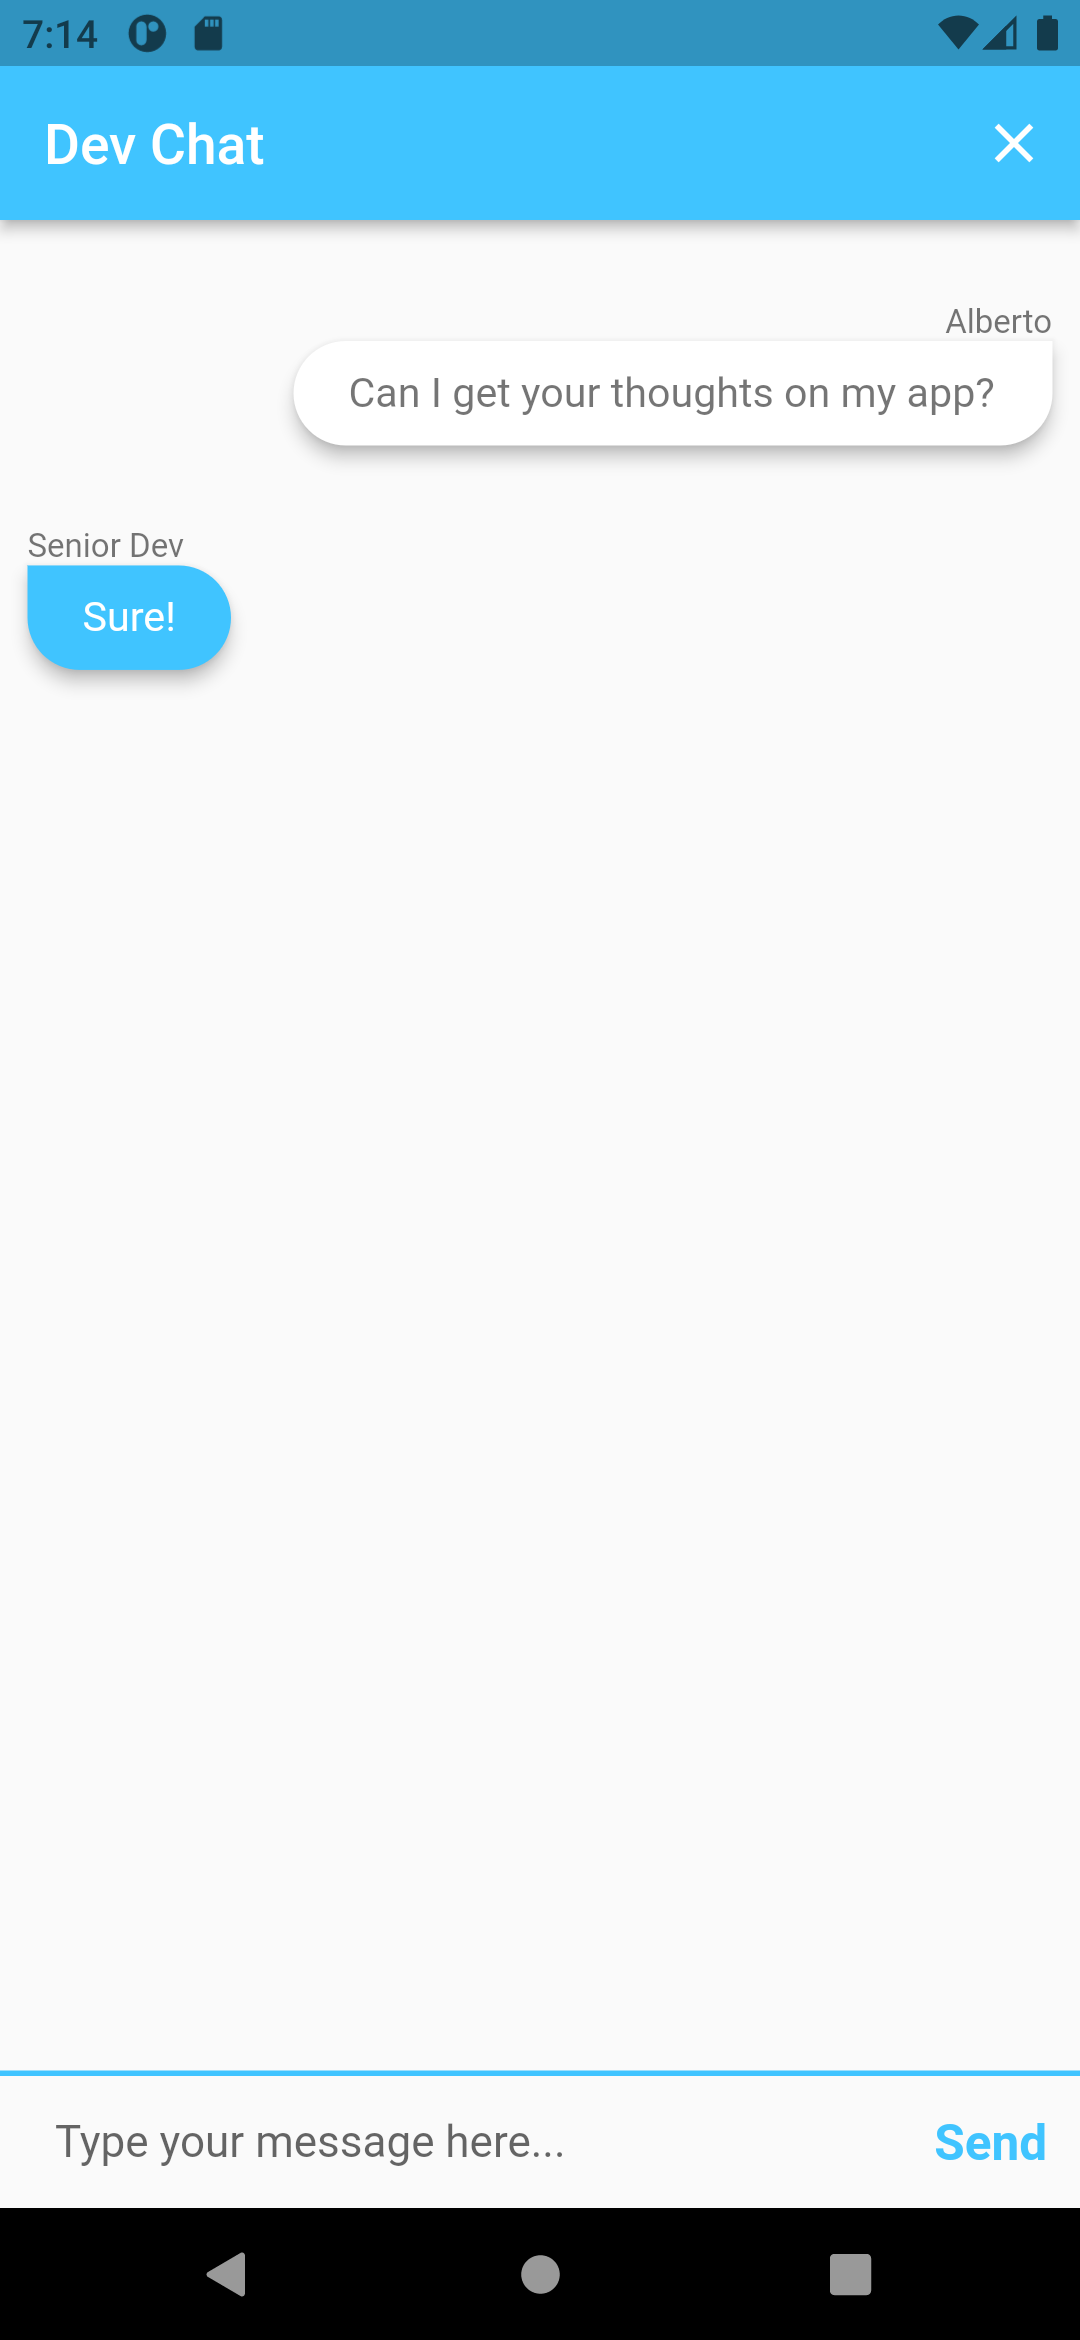 7:14
Dev Chat
Alberto
Can I get your thoughts on my app?
Senior Dev
Sure!
Type your message here...
Send